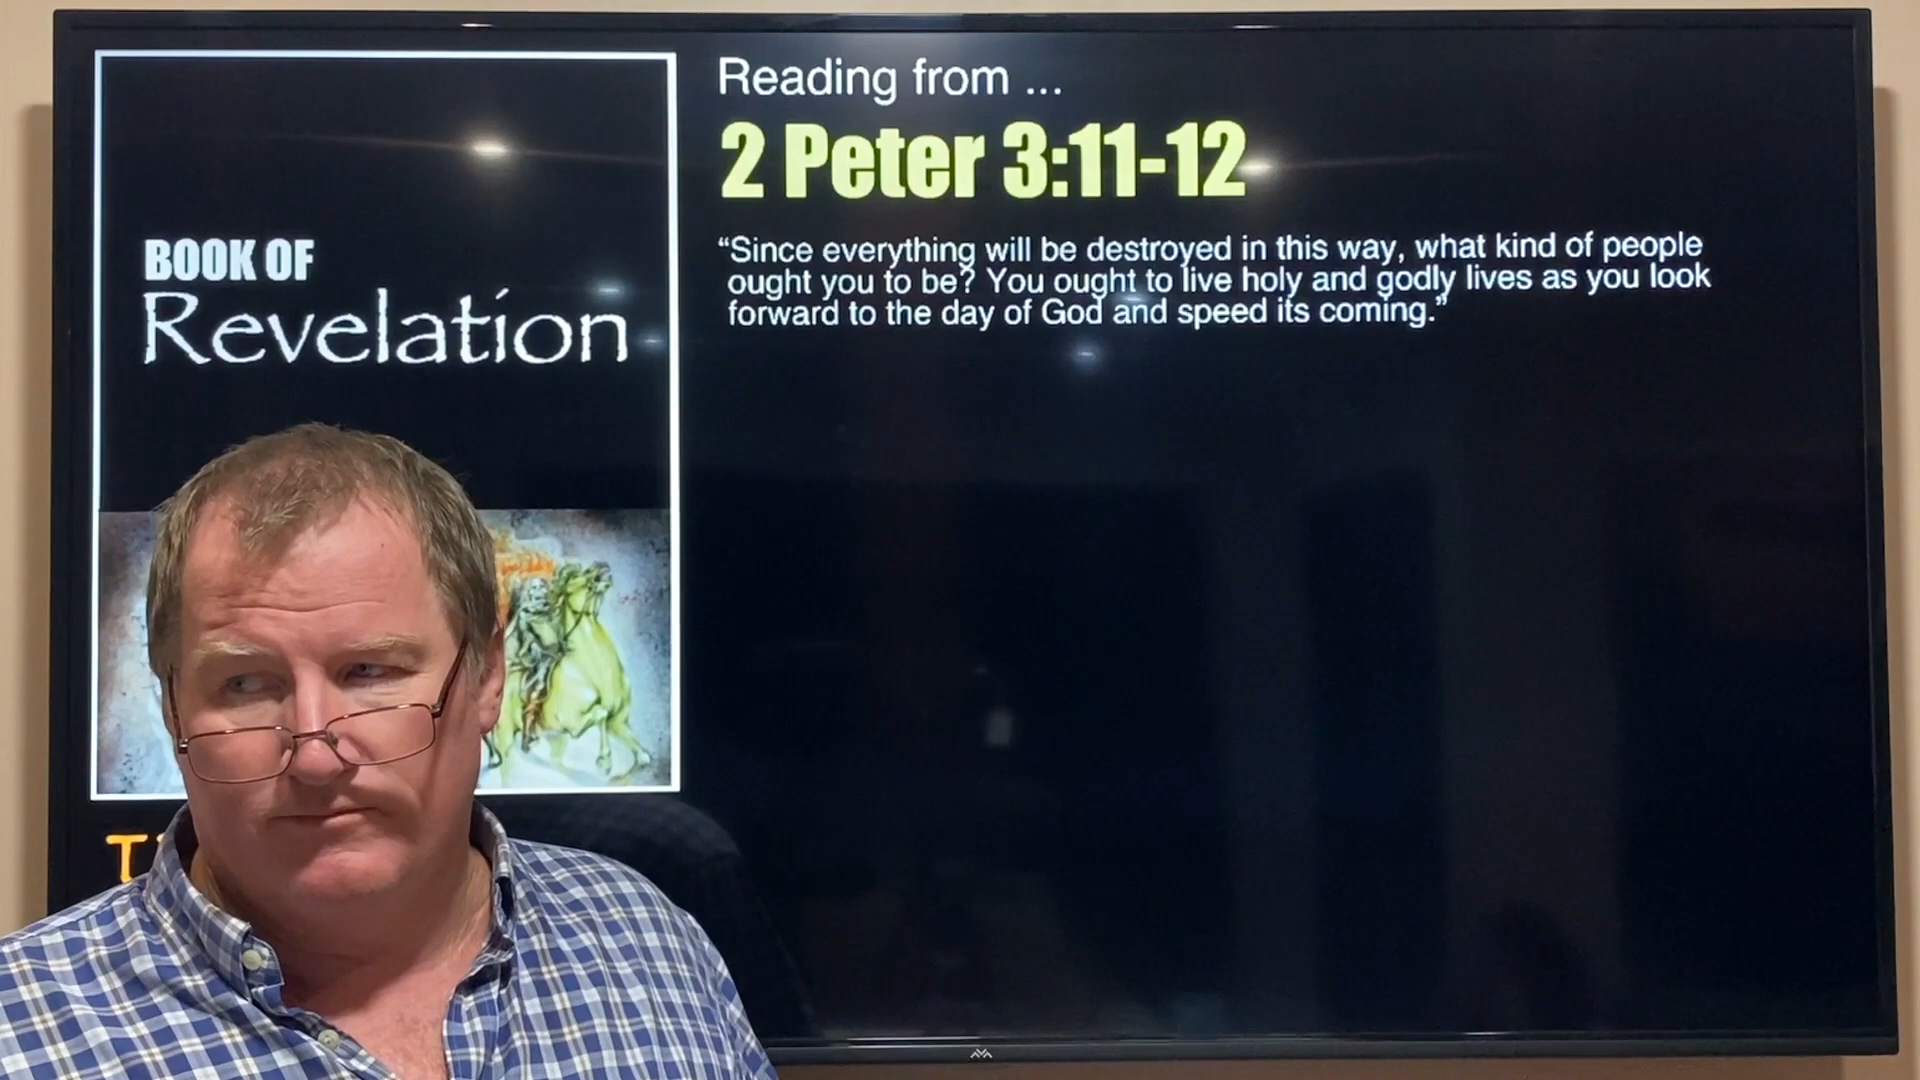 BOOK OF
Revelation
Reading from ...
2 Peter 3:11-12
“Since everything will be destroyed in this way, what kind of people
ought you to be? You ought to live holy and godly lives as you look
forward to the day of God and speed its coming.”